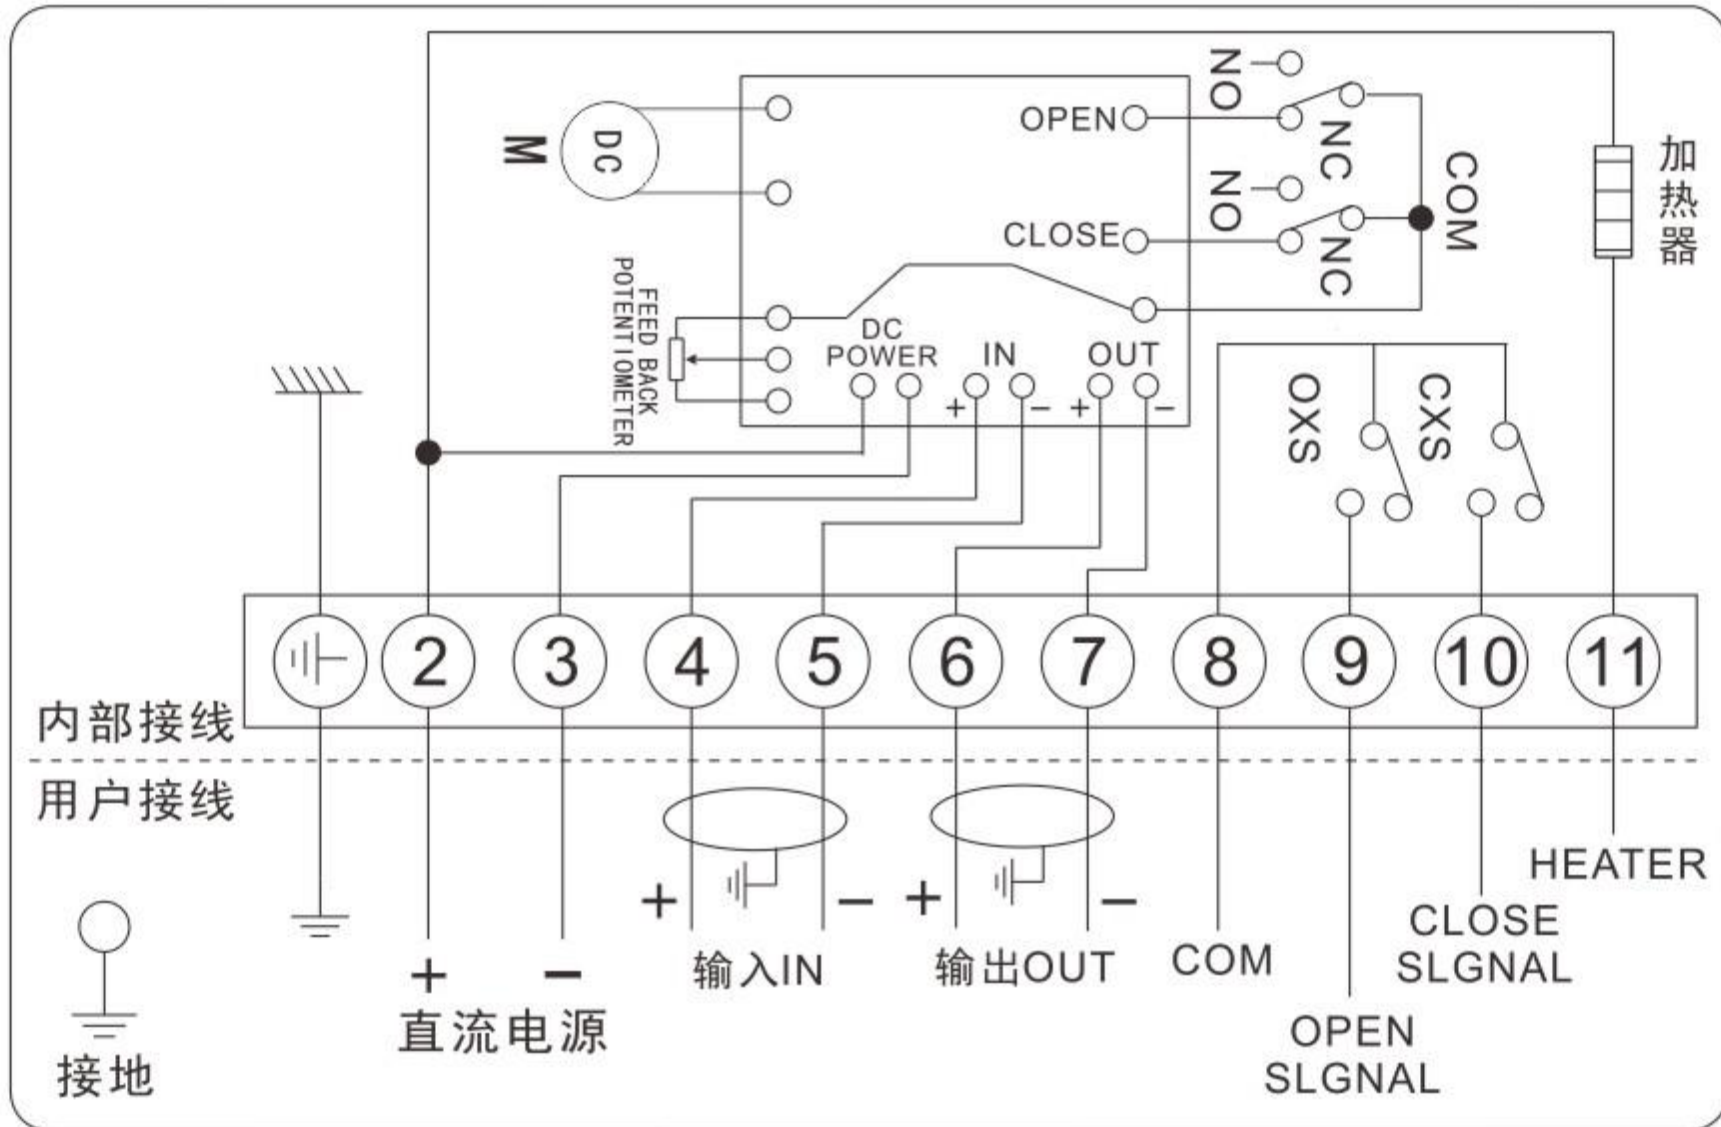 NO
OPEN
NC
M
DC
COM
加热器
NO
CLOSE
NC
FEED BACK
POTENTIOMETER
DC
POWER
IN
OUT
+
−
+
−
OXS
CXS
2
3
4
5
6
7
8
9
10
11
内部接线
用户接线
HEATER
+
−
+
−
CLOSE
SLGNAL
输入IN
输出OUT
COM
+
−
直流电源
OPEN
SLGNAL
接地